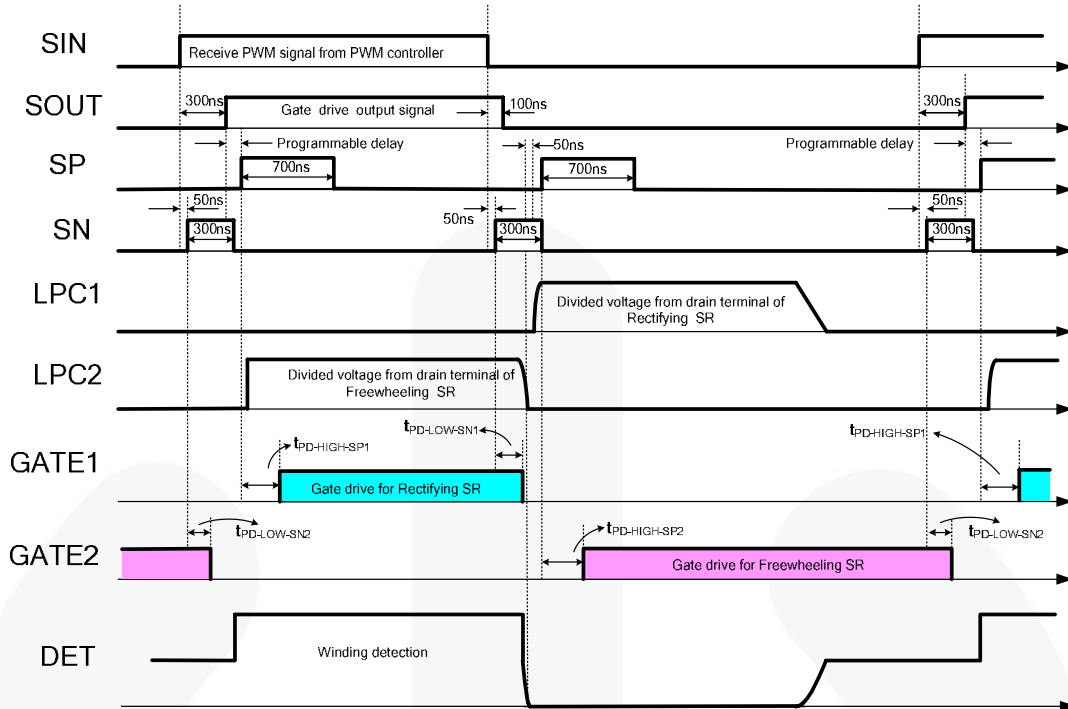 SIN
Receive PWM signal from PWM controller
SOUT
300ns
Gate drive output signal
100ns
300ns
Programmable delay
50ns
Programmable delay
SP
700ns
700ns
50ns
50ns
50ns
SN
300ns
300ns
300ns
LPC1
Divided voltage from drain terminal of
Rectifying SR
LPC2
Divided voltage from drain terminal of
Freewheeling SR
tPD-LOW-SN1
tPD-HIGH-SP1
tPD-HIGH-SP1
GATE1
Gate drive for Rectifying SR
tPD-LOW-SN2
tPD-HIGH-SP2
tPD-LOW-SN2
GATE2
Gate drive for Freewheeling SR
DET
Winding detection